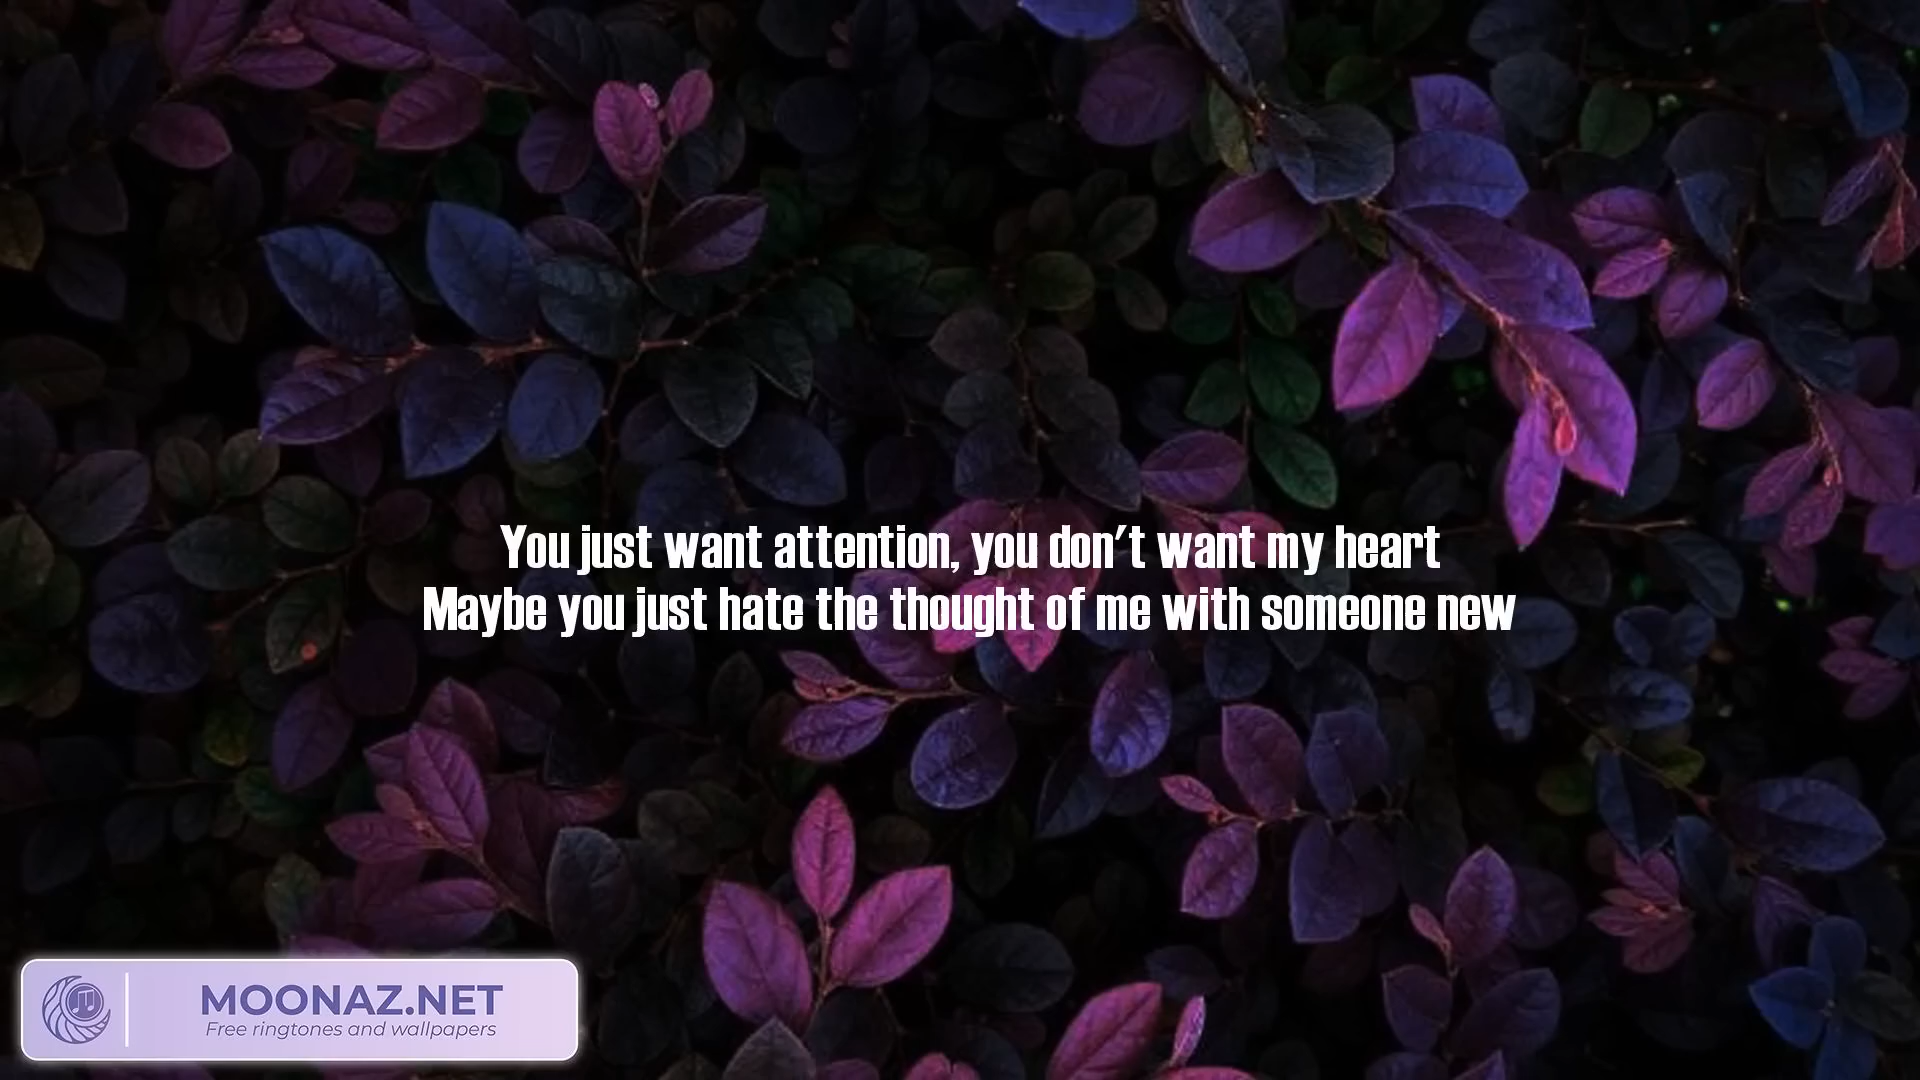 You just want attention, you don't want my heart
Maybe you just hate the thought of me with someone new
MOONAZ.NET
Free ringtones and wallpapers